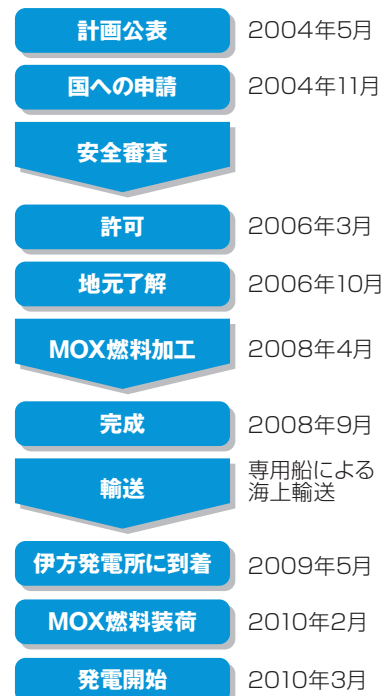 計画公表 2004年5月
国への申請 2004年11月
安全審査
許可 2006年3月
地元了解 2006年10月
MOX燃料加工 2008年4月
完成 2008年9月
輸送 専用船による
海上輸送
伊方発電所に到着 2009年5月
MOX燃料装荷 2010年2月
発電開始 2010年3月